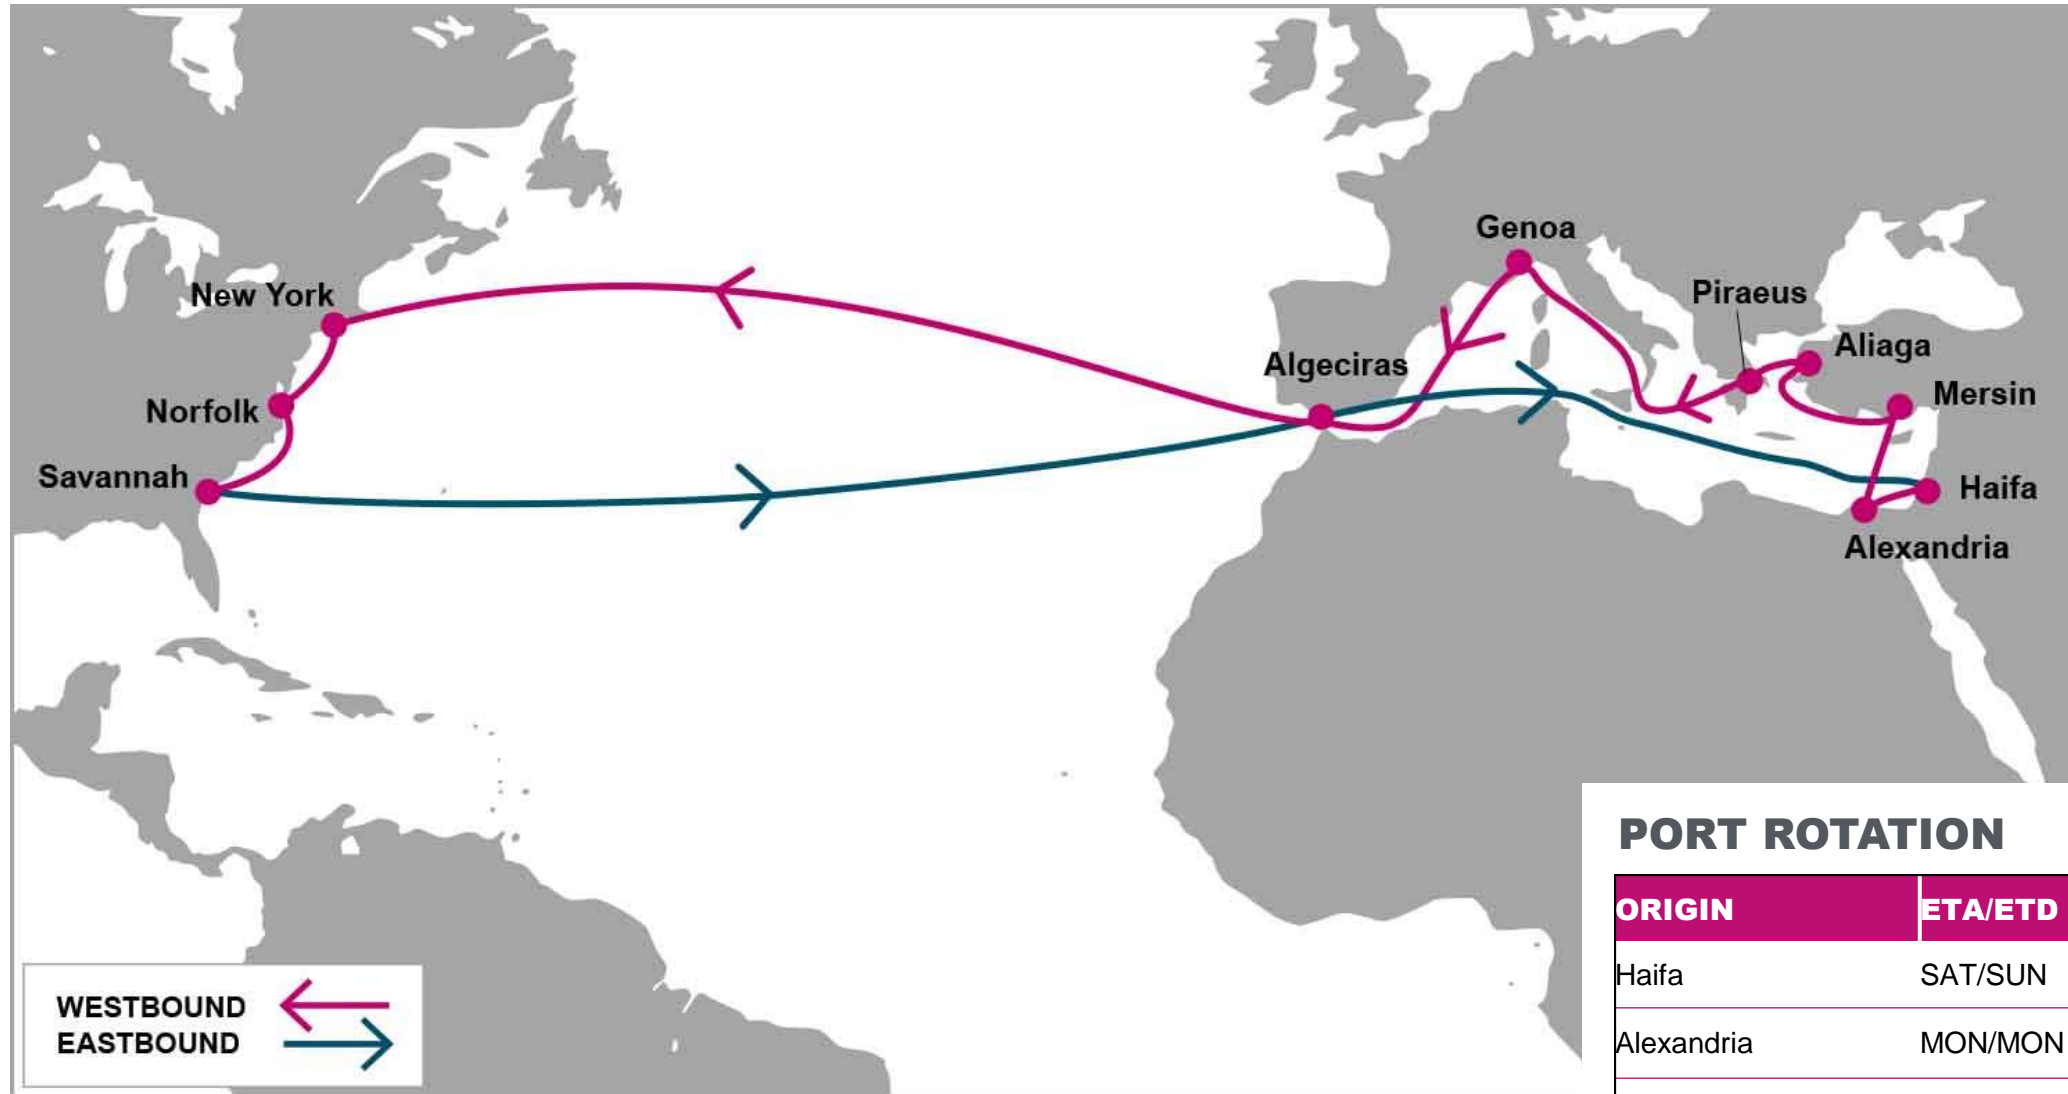 Genoa
New York
Piraeus
Algeciras
Aliaga
Norfolk
Mersin
Savannah
Haifa
Alexandria
PORT ROTATION
ORIGIN ETA/ETD
Haifa SAT/SUN
Alexandria MON/MON
WESTBOUND
EASTBOUND